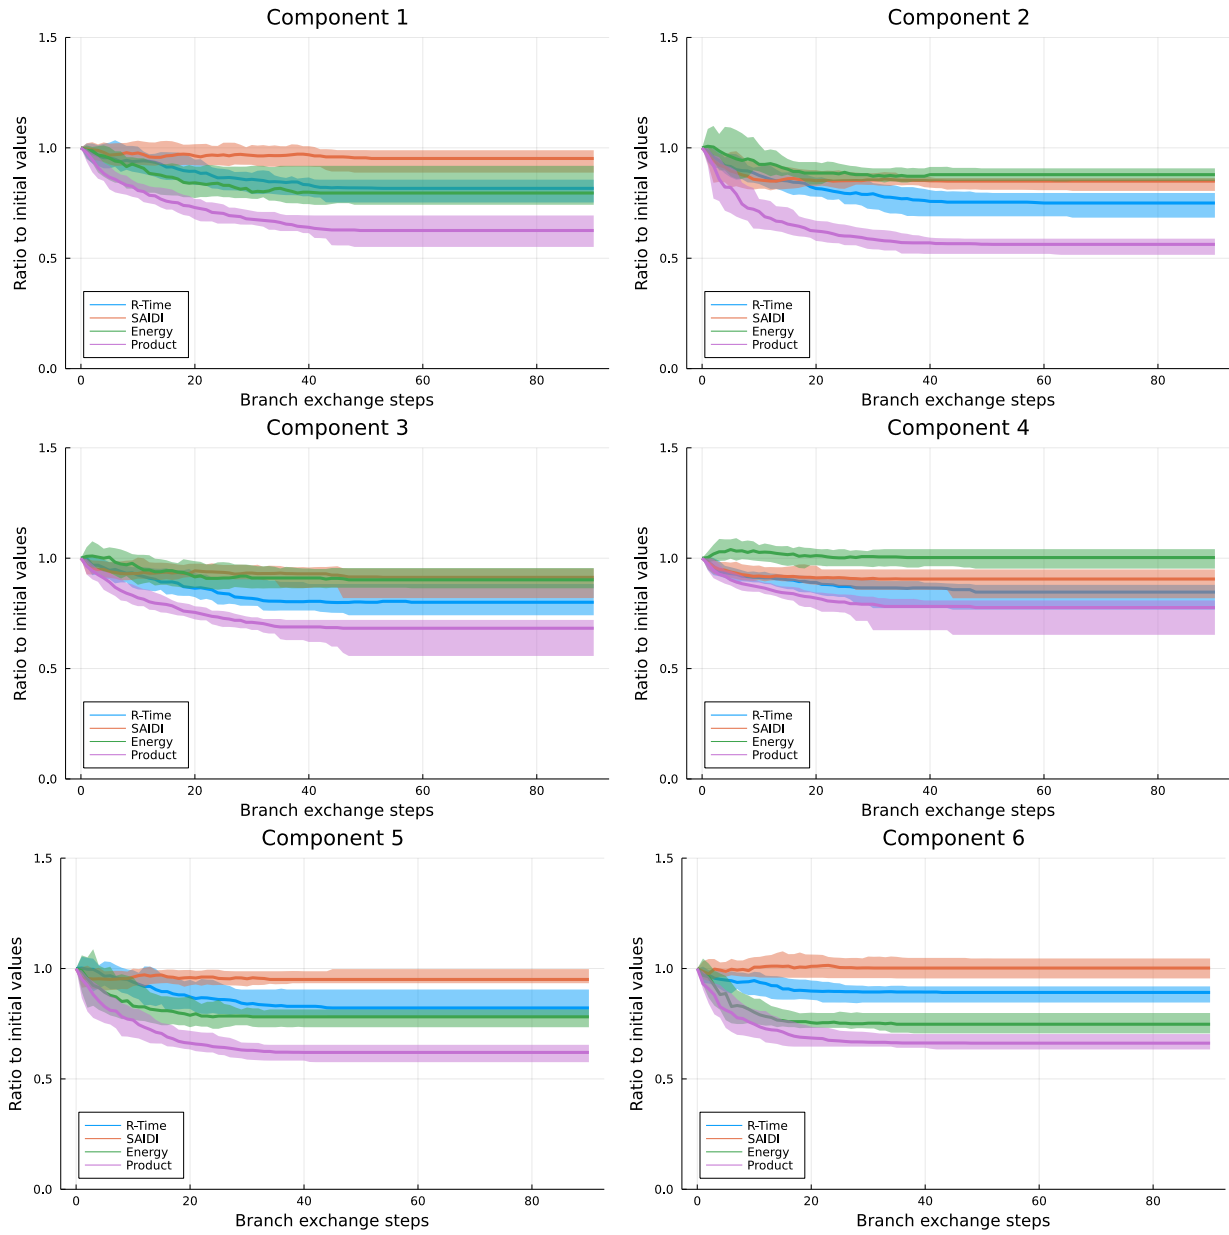 Component 1
Ratio to initial values
1.5
1.0
0.5
0.0
R-Time
SAIDI
Energy
Product
0 20 40 60 80
Branch exchange steps
Component 2
Ratio to initial values
1.5
1.0
0.5
0.0
R-Time
SAIDI
Energy
Product
0 20 40 60 80
Branch exchange steps
Component 3
Ratio to initial values
1.5
1.0
0.5
0.0
R-Time
SAIDI
Energy
Product
0 20 40 60 80
Branch exchange steps
Component 4
Ratio to initial values
1.5
1.0
0.5
0.0
R-Time
SAIDI
Energy
Product
0 20 40 60 80
Branch exchange steps
Component 5
Ratio to initial values
1.5
1.0
0.5
0.0
R-Time
SAIDI
Energy
Product
0 20 40 60 80
Branch exchange steps
Component 6
Ratio to initial values
1.5
1.0
0.5
0.0
R-Time
SAIDI
Energy
Product
0 20 40 60 80
Branch exchange steps